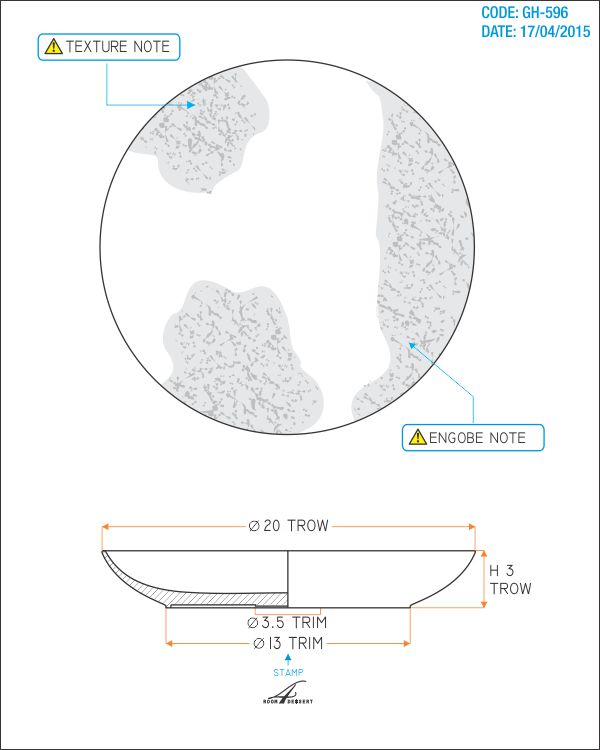 CODE: GH-596
DATE: 17/04/2015
TEXTURE NOTE
ENGOBE NOTE
Ø 20 TROW
H 3
TROW
Ø 3.5 TRIM
Ø 13 TRIM
STAMP
ROOM 4 DESSERT